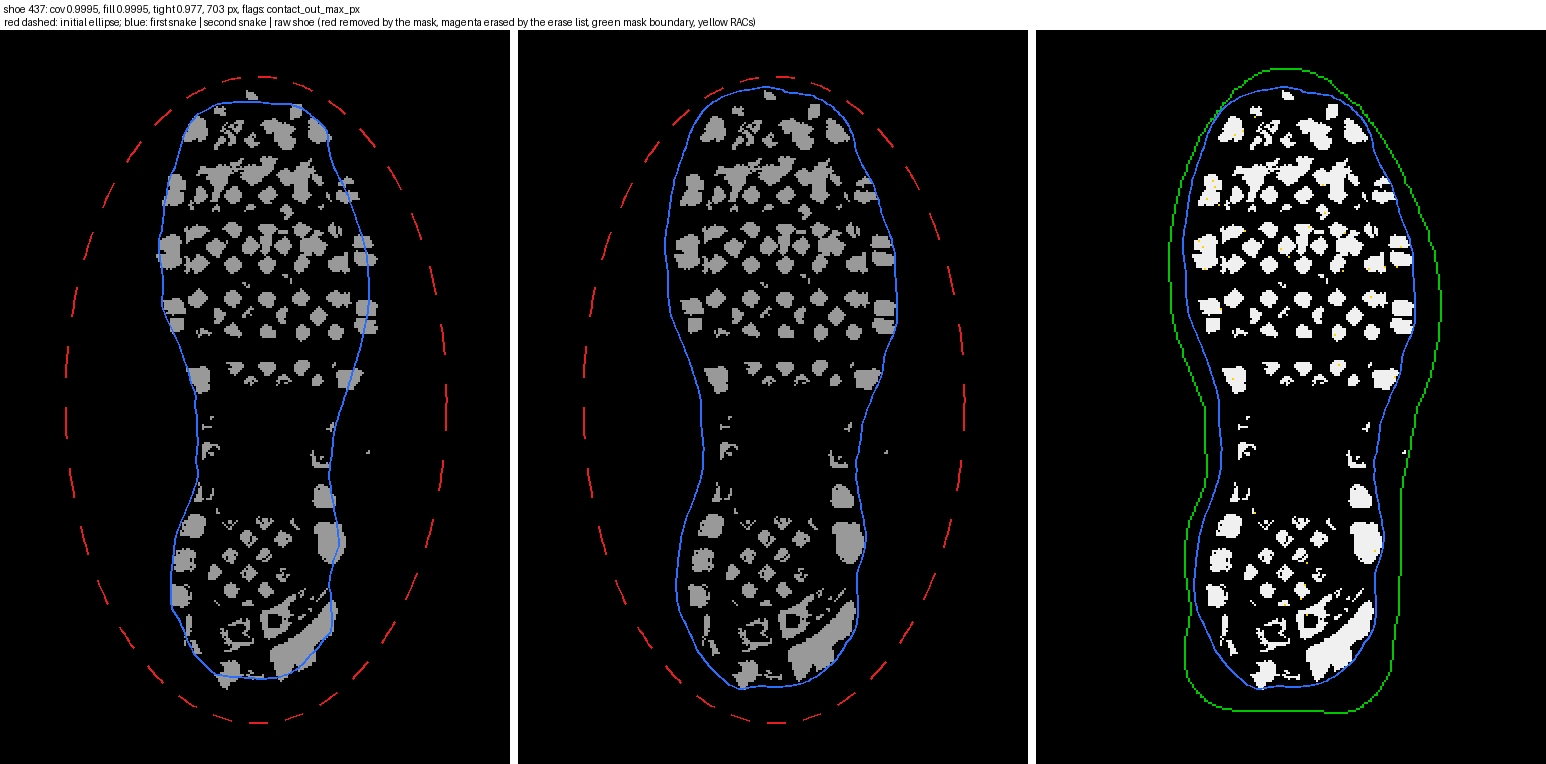 shoe 437: cov 0.9995, fill 0.9995, tight 0.977, 703 px, flags: contact_out_max_px
red dashed: initial ellipse; blue: first snake | second snake | raw shoe (red removed by the mask, magenta erased by the erase list, green mask boundary, yellow RACs)